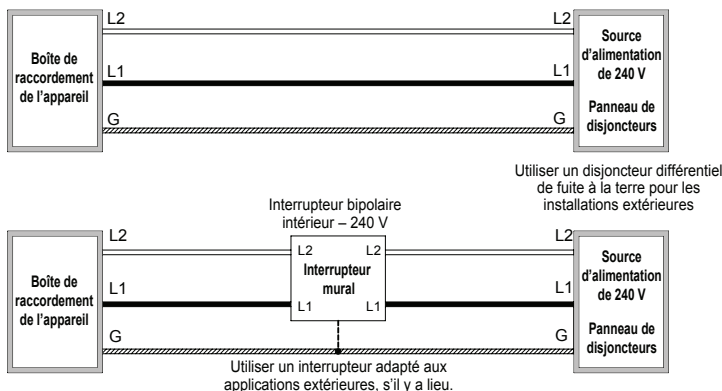 L2
L2
Boîte de
raccordement
de l'appareil
Source
d'alimentation
de 240 V
L1
L1
Panneau de
disjoncteurs
G
G
Utiliser un disjoncteur différentiel
de fuite à la terre pour les
installations extérieures
Interrupteur bipolaire
intérieur – 240 V
L2
L2
L2
L2
Boîte de
raccordement
de l'appareil
Interrupteur
mural
Source
d'alimentation
de 240 V
L1
L1
L1
L1
Panneau de
disjoncteurs
G
G
Utiliser un interrupteur adapté aux
applications extérieures, s'il y a lieu.